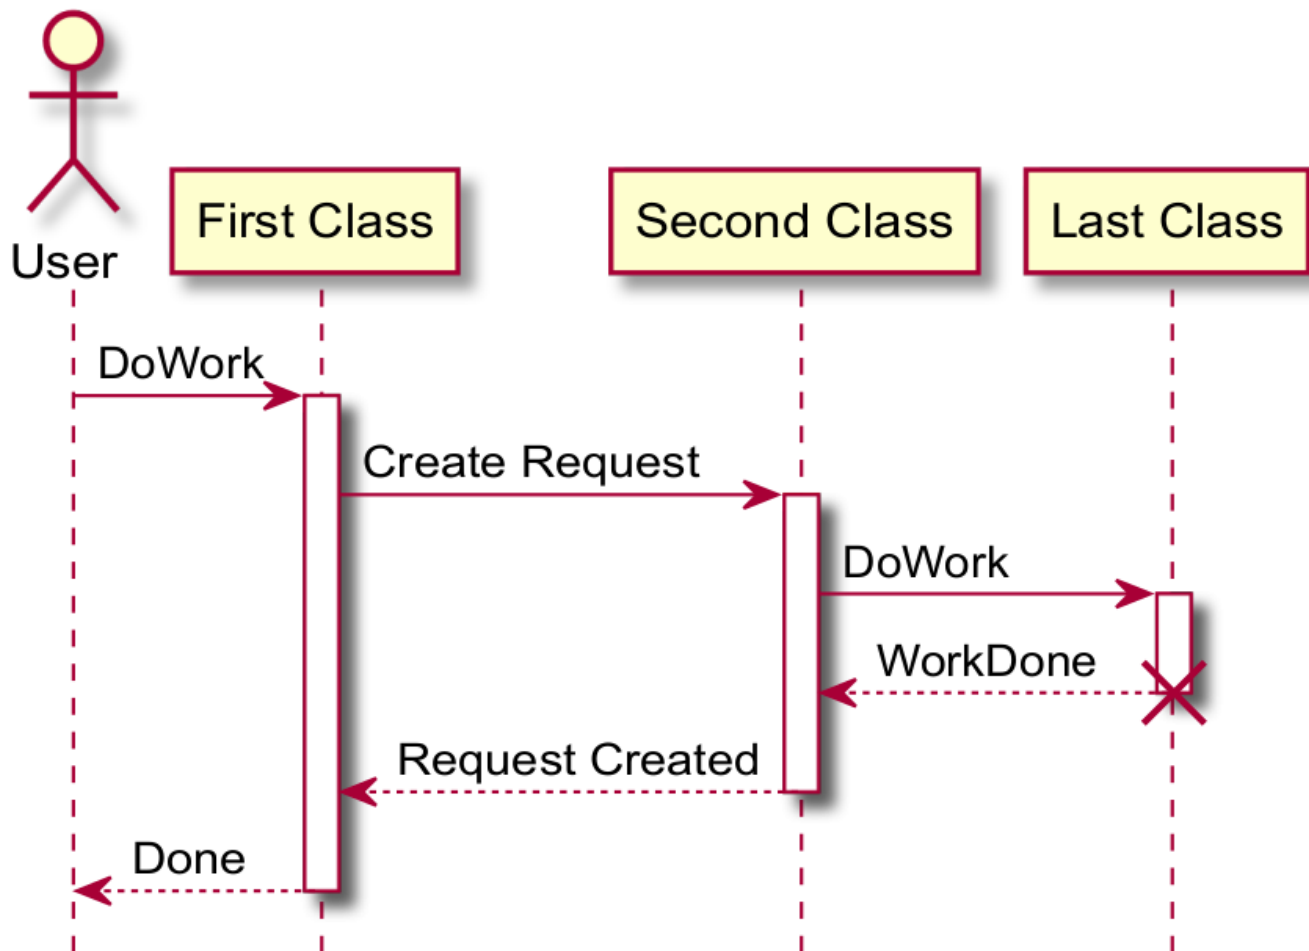 User
First Class
Second Class
Last Class
DoWork
Create Request
DoWork
WorkDone
Request Created
Done